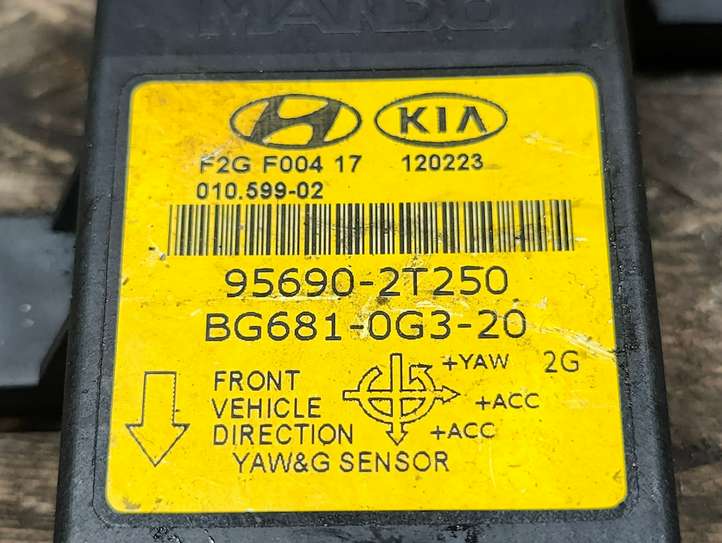 MANDO
KIA
F2G F004 17 120223
010.599-02
95690-2T250
BG681-0G3-20
+YAW 2G
FRONT
VEHICLE +ACC
DIRECTION +ACC
YAW&G SENSOR